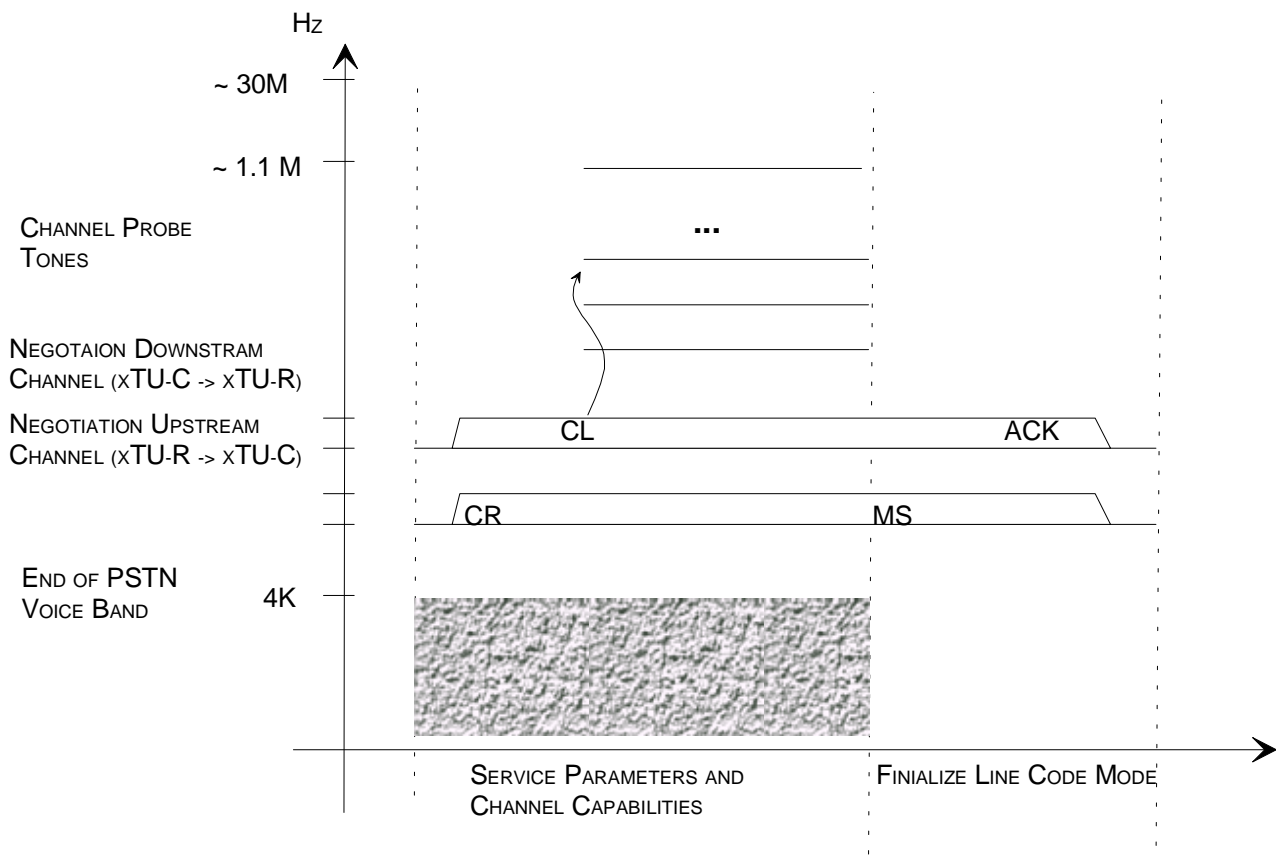 Hz
~ 30M
~ 1.1 M
Channel Probe
Tones
...
Negotaion Downstram
Channel (xTU-C -> xTU-R)
Negotiation Upstream
Channel (xTU-R -> xTU-C)
CL
ACK
CR
MS
End of PSTN
Voice Band
4K
Service Parameters and
Channel Capabilities
Finialize Line Code Mode